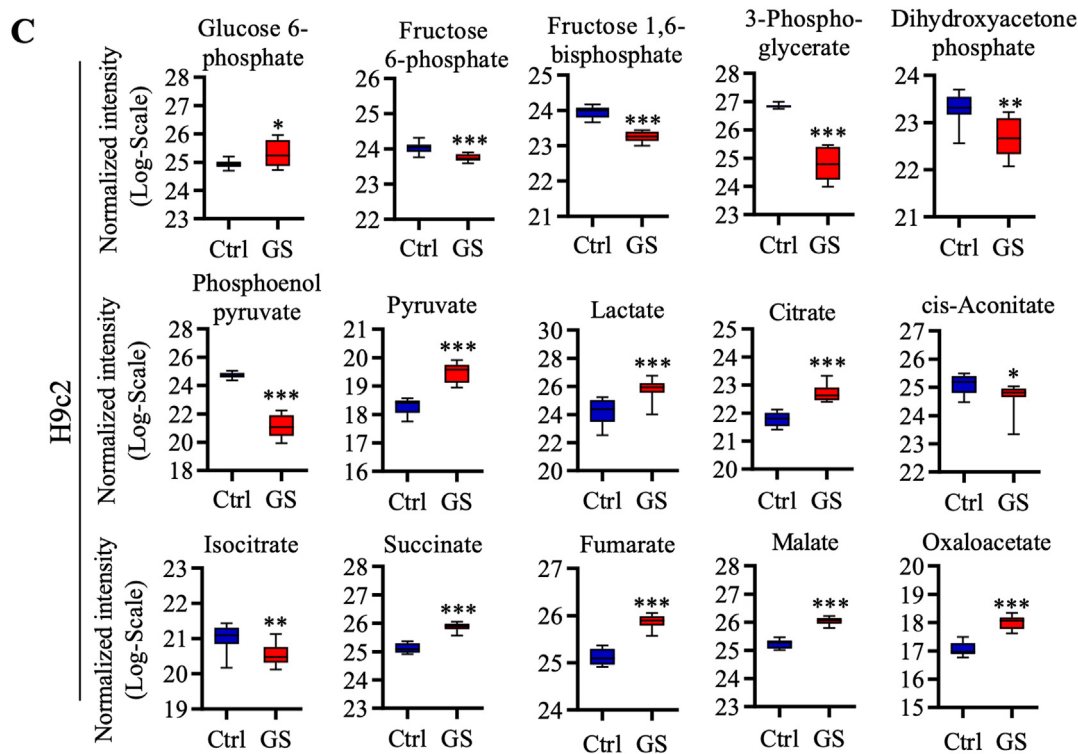 C
H9c2
Normalized intensity
(Log-Scale)
Glucose 6-
phosphate
28
27
26
25
24
23
*
Ctrl GS
Fructose
6-phosphate
26
25
24
23
22
***
Ctrl GS
Fructose 1,6-
bisphosphate
25
24
23
22
21
***
Ctrl GS
3-Phospho-
glycerate
28
27
26
25
24
23
***
Ctrl GS
Dihydroxyacetone
phosphate
24
23
22
21
**
Ctrl GS
Normalized intensity
(Log-Scale)
Phosphoenol
pyruvate
28
26
24
22
20
18
***
Ctrl GS
Pyruvate
21
20
19
18
17
16
***
Ctrl GS
Lactate
30
28
26
24
22
20
***
Ctrl GS
Citrate
25
24
23
22
21
20
***
Ctrl GS
cis-Aconitate
27
26
25
24
23
22
*
Ctrl GS
Normalized intensity
(Log-Scale)
Isocitrate
23
22
21
20
19
**
Ctrl GS
Succinate
28
27
26
25
24
23
***
Ctrl GS
Fumarate
27
26
25
24
***
Ctrl GS
Malate
28
27
26
25
24
23
***
Ctrl GS
Oxaloacetate
20
19
18
17
16
15
***
Ctrl GS